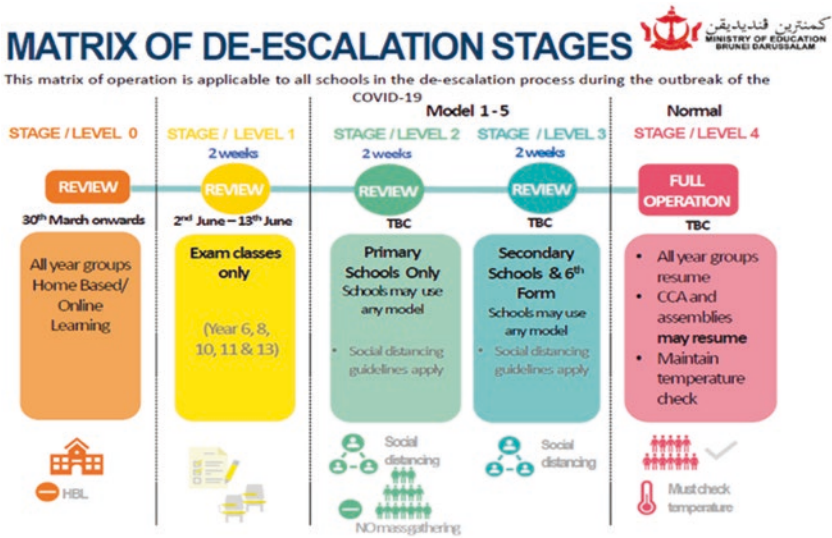 MATRIX OF DE-ESCALATION STAGES
كمنترين ڤنديديقن
MINISTRY OF EDUCATION
BRUNEI DARUSSALAM
This matrix of operation is applicable to all schools in the de-escalation process during the outbreak of the
COVID-19
Model 1 - 5
Normal
STAGE / LEVEL 0
STAGE / LEVEL 1
STAGE / LEVEL 2
STAGE / LEVEL 3
STAGE / LEVEL 4
2 weeks
2 weeks
2 weeks
REVIEW
REVIEW
REVIEW
REVIEW
FULL
OPERATION
30th March onwards
2nd June – 13th June
TBC
TBC
TBC
All year groups
Home Based/
Online
Learning
Exam classes
only
(Year 6, 8,
10, 11 & 13)
Primary
Schools Only
Schools may use
any model
• Social distancing
guidelines apply
Secondary
Schools & 6th
Form
Schools may use
any model
• Social distancing
guidelines apply
• All year groups
resume
• CCA and
assemblies
may resume
• Maintain
temperature
check
HBL
Social
distancing
NO mass gathering
Social
distancing
Must check
temperature